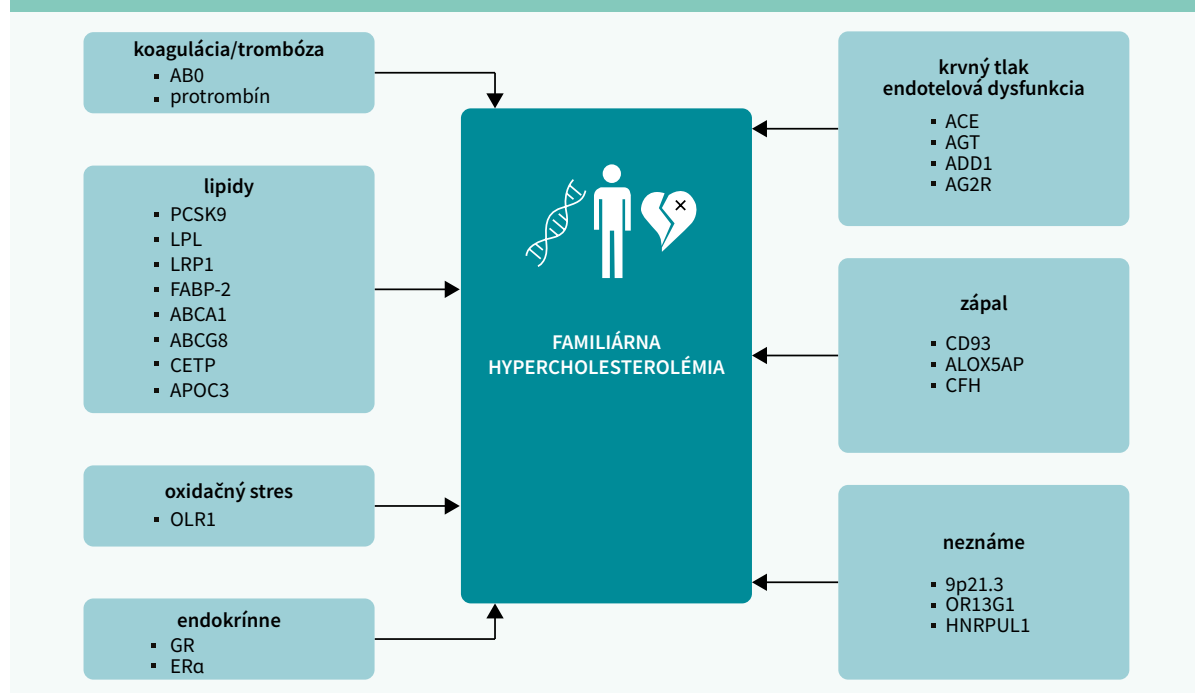 koagulácia/trombóza
▪ AB0
▪ protrombín
lipidy
▪ PCSK9
▪ LPL
▪ LRP1
▪ FABP-2
▪ ABCA1
▪ ABCG8
▪ CETP
▪ APOC3
oxidačný stres
▪ OLR1
endokrínne
▪ GR
▪ ERα
FAMILIÁRNA
HYPERCHOLESTEROLÉMIA
krvný tlak
endotelová dysfunkcia
▪ ACE
▪ AGT
▪ ADD1
▪ AG2R
zápal
▪ CD93
▪ ALOX5AP
▪ CFH
neznáme
▪ 9p21.3
▪ OR13G1
▪ HNRPUL1